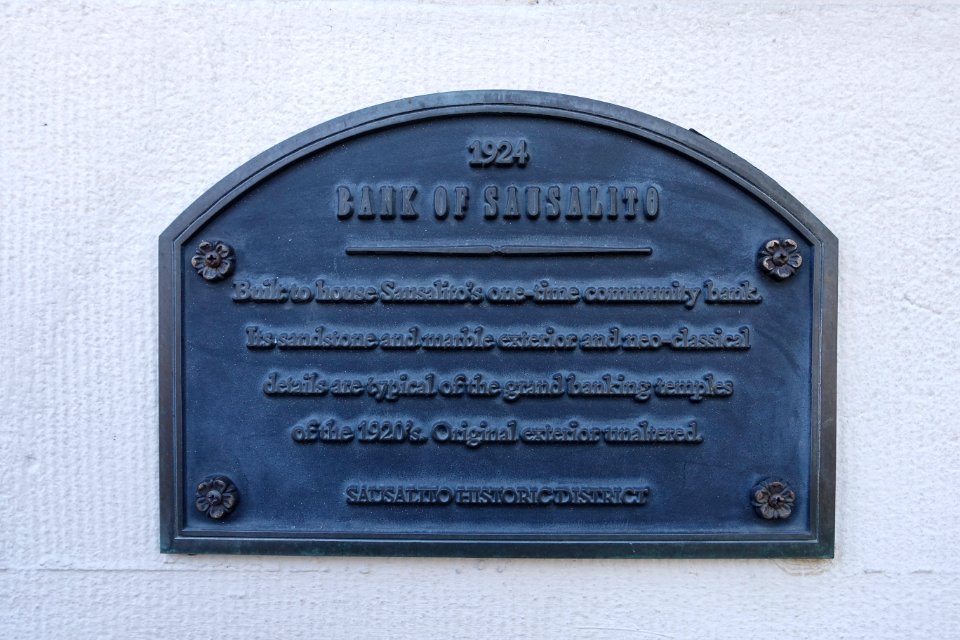 1924
BANK OF SAUSALITO
Built to house Sausalito's one-time community bank.
Its sandstone and marble exterior and neo-classical
details are typical of the grand banking temples
of the 1920's. Original exterior unaltered.
SAUSALITO HISTORIC DISTRICT